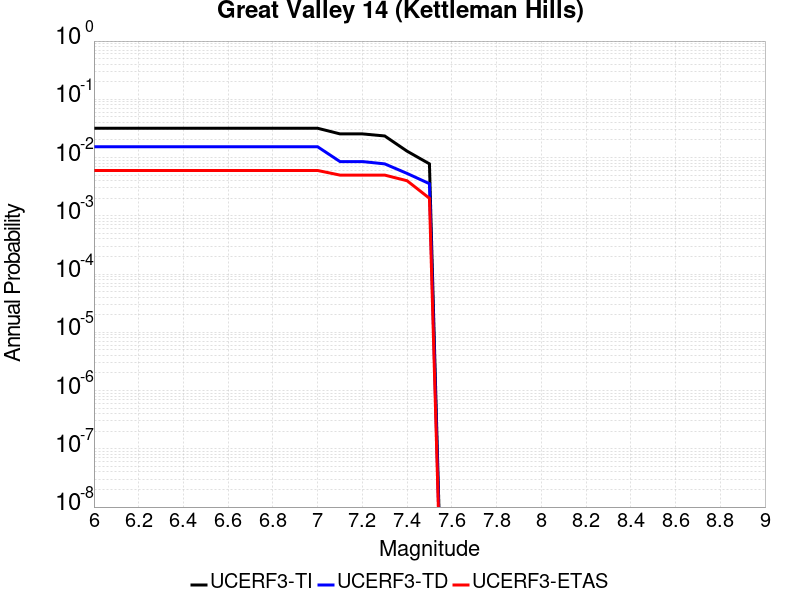 Great Valley 14 (Kettleman Hills)
10^0
10^-1
10^-2
10^-3
10^-4
10^-5
10^-6
10^-7
10^-8
Annual Probability
6 6.2 6.4 6.6 6.8 7 7.2 7.4 7.6 7.8 8 8.2 8.4 8.6 8.8 9
Magnitude
UCERF3-TI UCERF3-TD UCERF3-ETAS